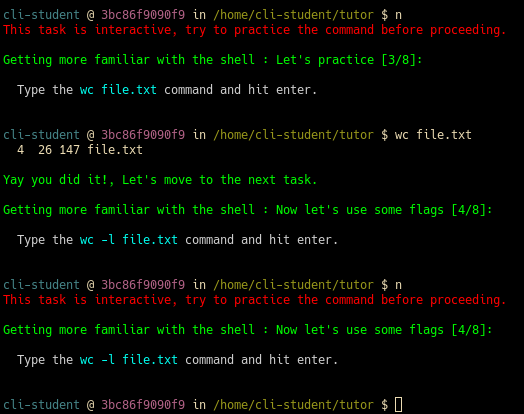 cli-student @ 3bc86f9090f9 in /home/cli-student/tutor $ n
This task is interactive, try to practice the command before proceeding.
Getting more familiar with the shell : Let's practice [3/8]:
Type the wc file.txt command and hit enter.
cli-student @ 3bc86f9090f9 in /home/cli-student/tutor $ wc file.txt
4 26 147 file.txt
Yay you did it!, Let's move to the next task.
Getting more familiar with the shell : Now let's use some flags [4/8]:
Type the wc -l file.txt command and hit enter.
cli-student @ 3bc86f9090f9 in /home/cli-student/tutor $ n
This task is interactive, try to practice the command before proceeding.
Getting more familiar with the shell : Now let's use some flags [4/8]:
Type the wc -l file.txt command and hit enter.
cli-student @ 3bc86f9090f9 in /home/cli-student/tutor $